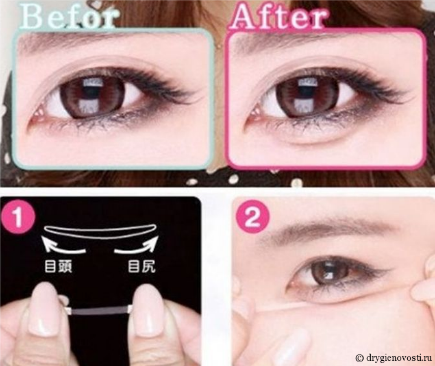 Befor After
1 2
目頭 目尻
© drygienovosti.ru